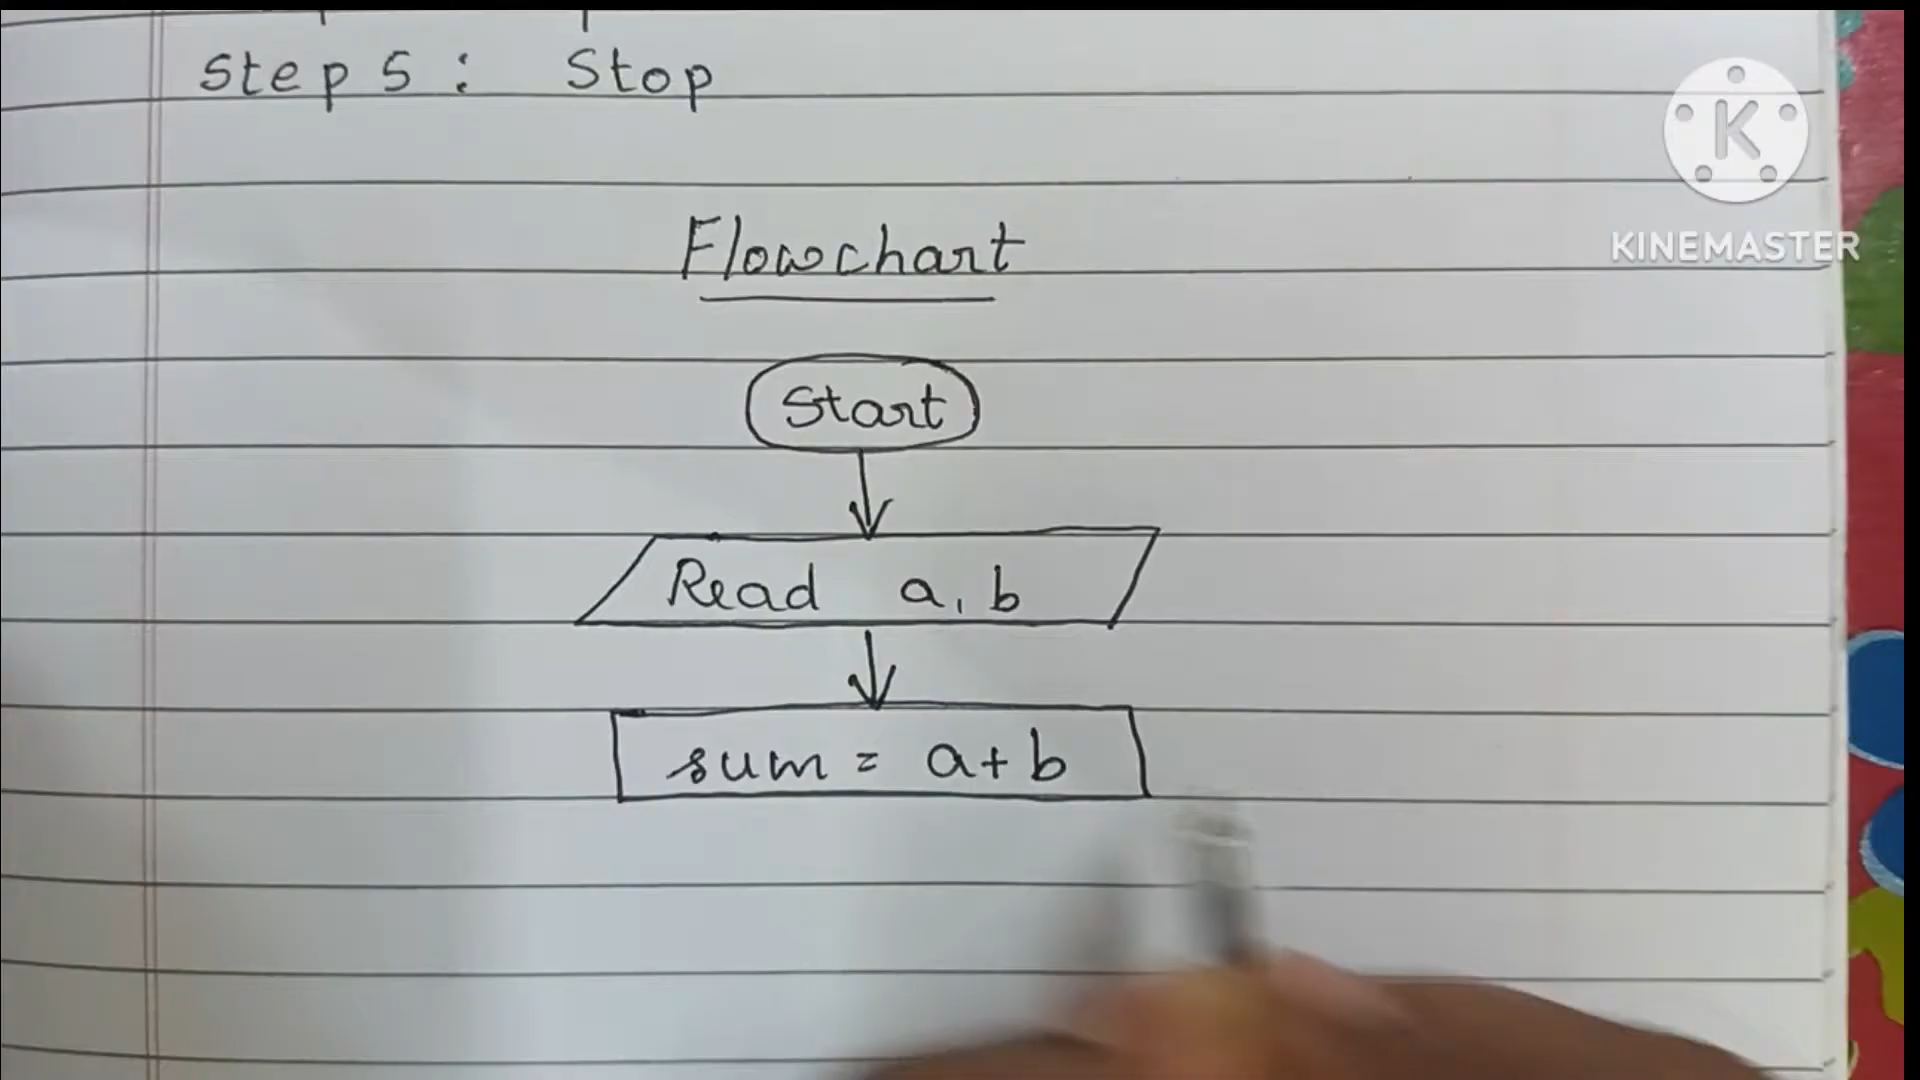 Step 5 : Stop
Flowchart
Start
Read a, b
sum = a+b
K
KINEMASTER